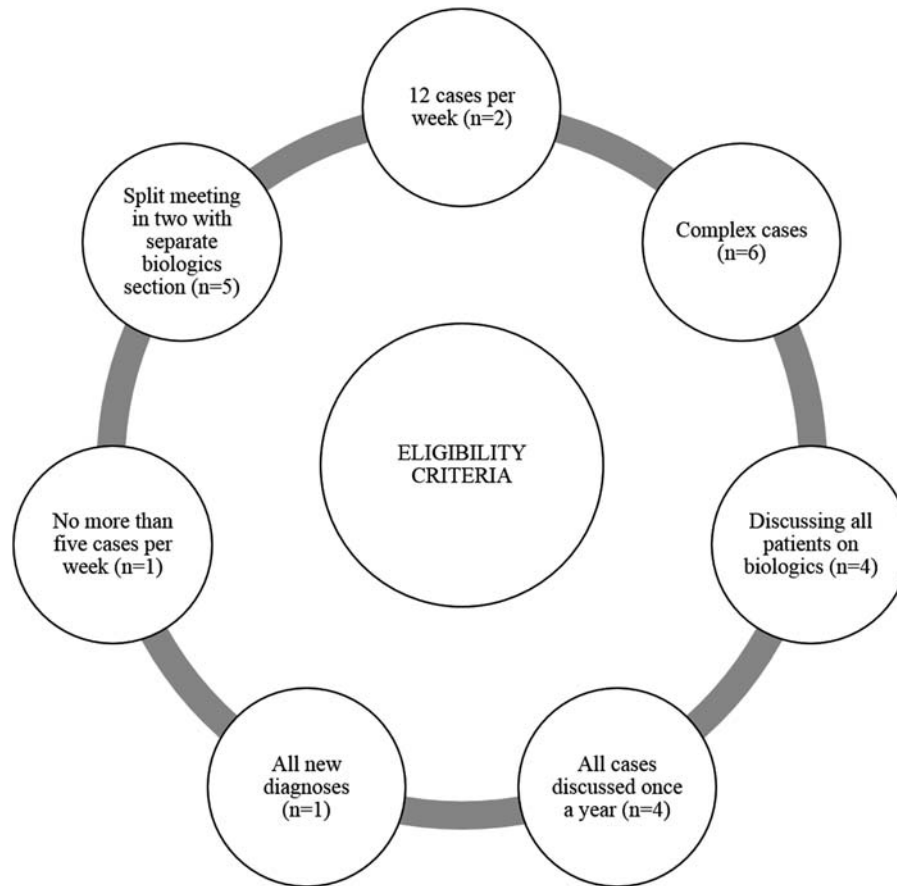 12 cases per
week (n=2)
Complex cases
(n=6)
Discussing all
patients on
biologics (n=4)
All cases
discussed once
a year (n=4)
All new
diagnoses
(n=1)
No more than
five cases per
week (n=1)
Split meeting
in two with
separate
biologics
section (n=5)
ELIGIBILITY
CRITERIA